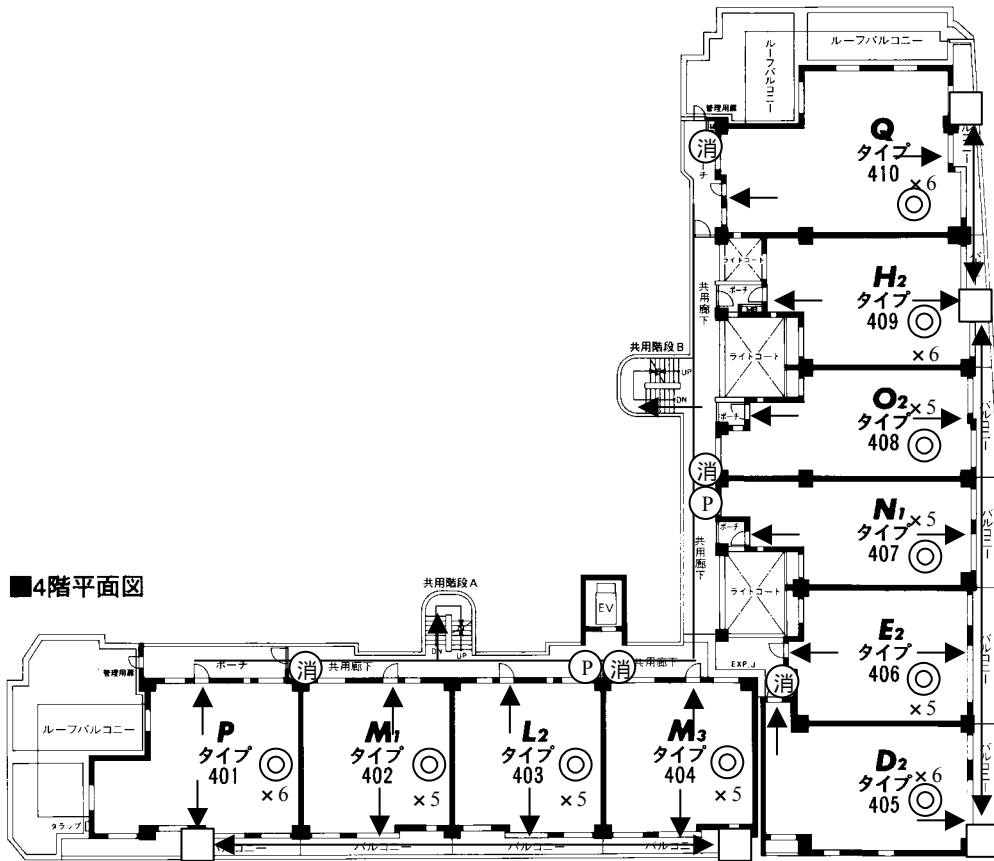 ルーフバルコニー
ルーフバルコニー
管理用扉
消
ポーチ
Q
タイプ
410
×6
バルコニー
ライトコート
ポーチ
MB
共用廊下
H2
タイプ
409
×6
共用階段B
UP
DN
ライトコート
O2
×5
タイプ
408
ポーチ
バルコニー
消
P
N1
×5
タイプ
407
ポーチ
バルコニー
共用廊下
■4階平面図
共用階段A
DN
UP
EV
ライトコート
E2
タイプ
406
×5
バルコニー
EXP.J
消
D2
×6
タイプ
405
バルコニー
管理用扉
ポーチ
消
共用廊下
P
消
共用廊下
ルーフバルコニー
P
タイプ
401
×6
M1
タイプ
402
×5
L2
タイプ
403
×5
M3
タイプ
404
×5
タラップ
バルコニー
バルコニー
バルコニー